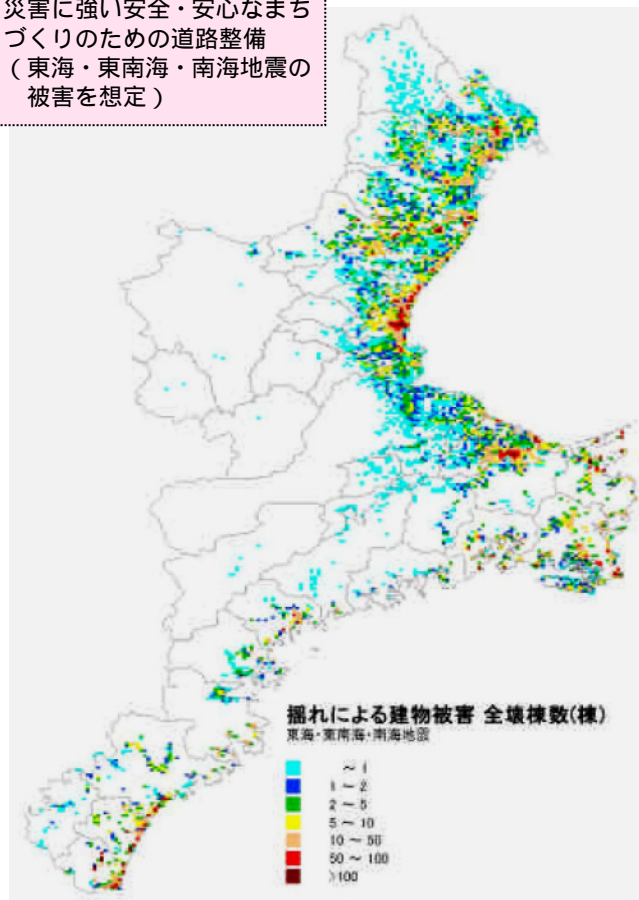 災害に強い安全・安心なまち
づくりのための道路整備
（東海・東南海・南海地震の
被害を想定）
揺れによる建物被害 全壊棟数(棟)
東海・東南海・南海地震
～ 1
1 ～ 2
2 ～ 5
5 ～ 10
10 ～ 50
50 ～ 100
>100